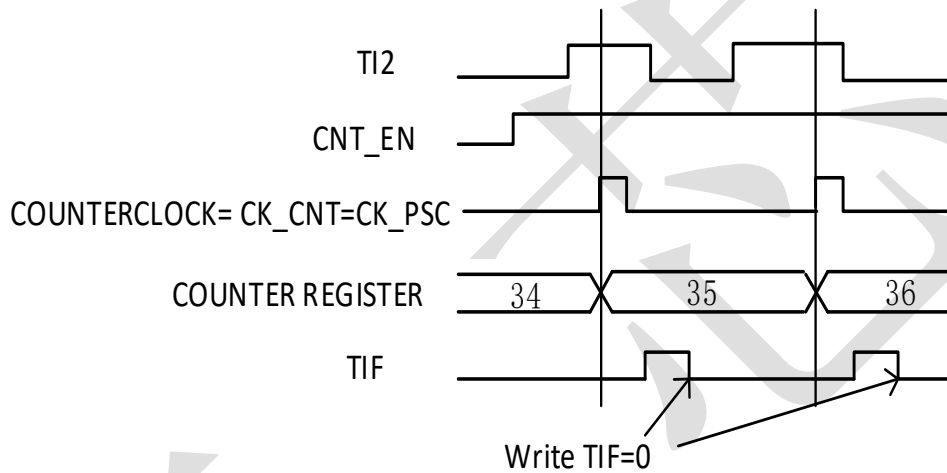 TI2
CNT_EN
COUNTERCLOCK= CK_CNT=CK_PSC
COUNTER REGISTER 34 35 36
TIF
Write TIF=0